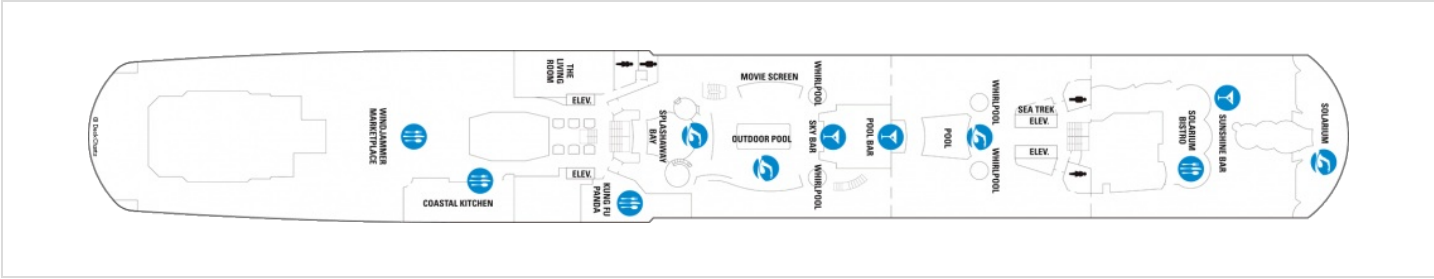 © DeckChartz
WINDJAMMER
MARKETPLACE
COASTAL KITCHEN
THE
LIVING
ROOM
ELEV.
ELEV.
KUNG FU
PANDA
SPLASHAWAY
BAY
MOVIE SCREEN
OUTDOOR POOL
WHIRLPOOL
SKY BAR
WHIRLPOOL
POOL BAR
POOL
WHIRLPOOL
WHIRLPOOL
SEA TREK
ELEV.
ELEV.
SOLARIUM
BISTRO
SUNSHINE BAR
SOLARIUM